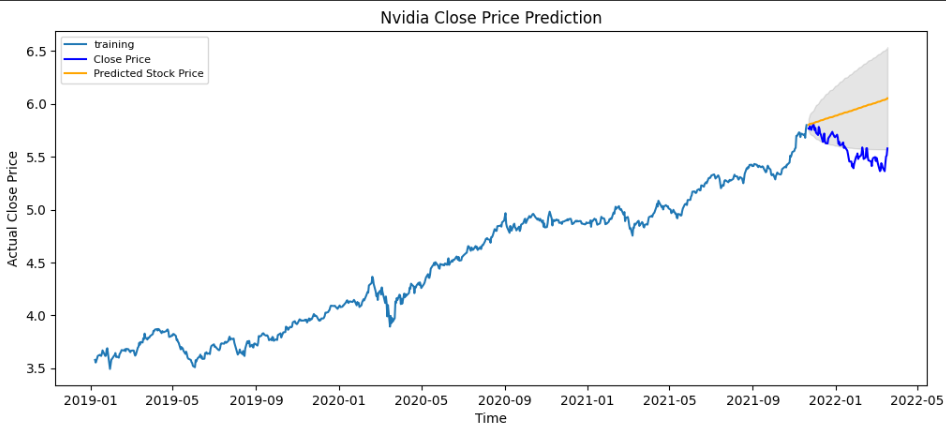 Nvidia Close Price Prediction
training
Close Price
Predicted Stock Price
Actual Close Price
6.5
6.0
5.5
5.0
4.5
4.0
3.5
2019-01 2019-05 2019-09 2020-01 2020-05 2020-09 2021-01 2021-05 2021-09 2022-01 2022-05
Time